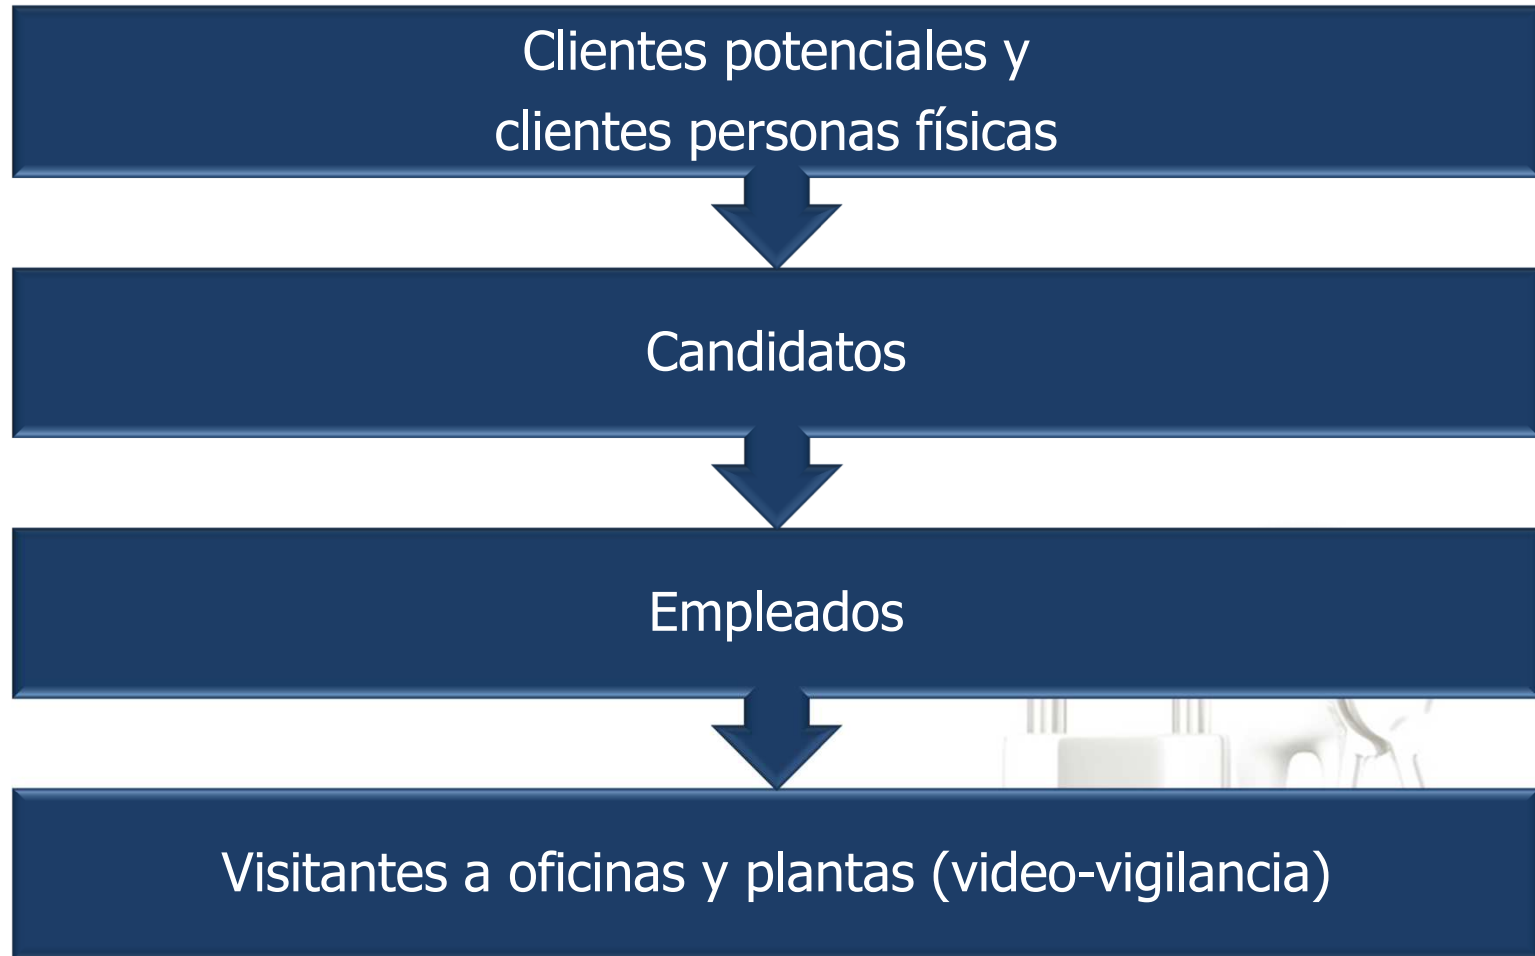 Clientes potenciales y
clientes personas físicas
Candidatos
Empleados
Visitantes a oficinas y plantas (video-vigilancia)